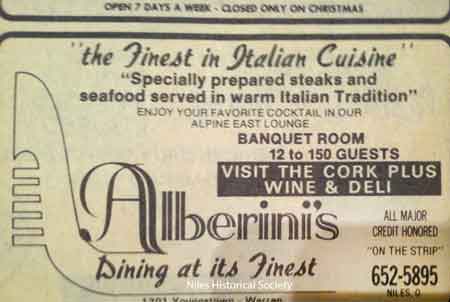 OPEN 7 DAYS A WEEK - CLOSED ONLY ON CHRISTMAS
"the Finest in Italian Cuisine"
"Specially prepared steaks and
seafood served in warm Italian Tradition"
ENJOY YOUR FAVORITE COCKTAIL IN OUR
ALPINE EAST LOUNGE
BANQUET ROOM
12 to 150 GUESTS
VISIT THE CORK PLUS
WINE & DELI
Alberini's
Dining at its Finest
ALL MAJOR
CREDIT HONORED
"ON THE STRIP"
652-5895
NILES, O
Niles Historical Society
1201 Youngstown - Warren